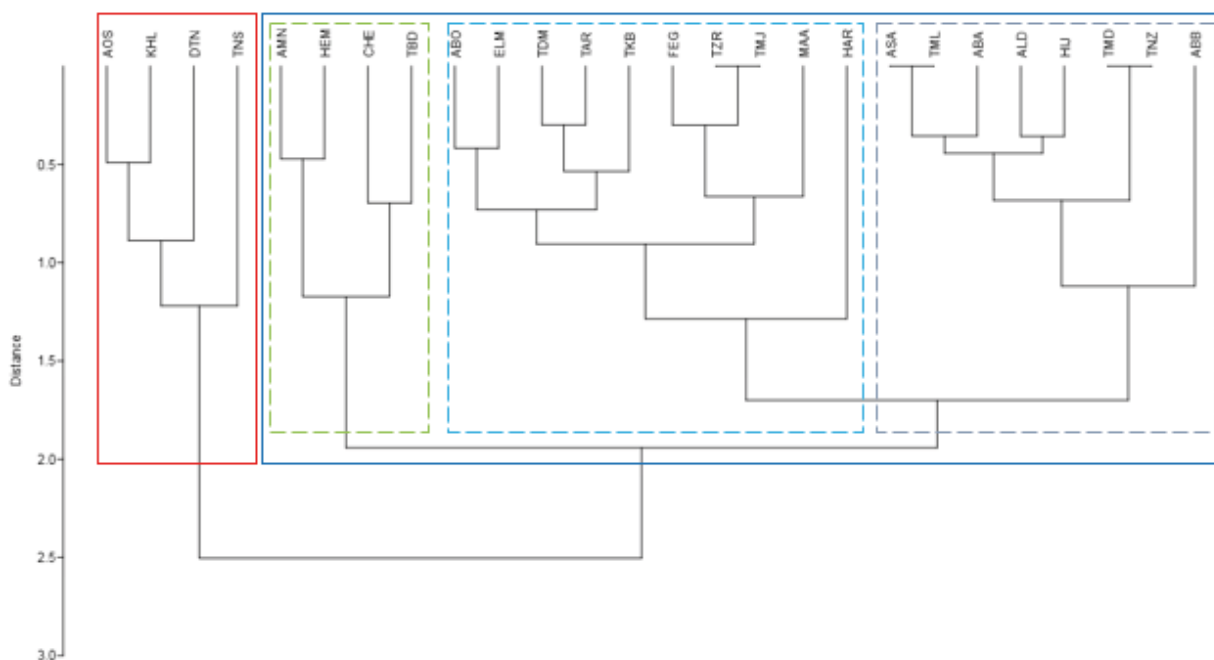 AOS
KHL
DTN
TNS
AMN
HEM
CHE
TBD
ABO
ELM
TDM
TAR
TKB
FEG
TZR
TMJ
MAA
HAR
ASA
TML
ABA
ALD
HIJ
TMD
TNZ
ABB
0.5
1.0
1.5
2.0
2.5
3.0
Distance